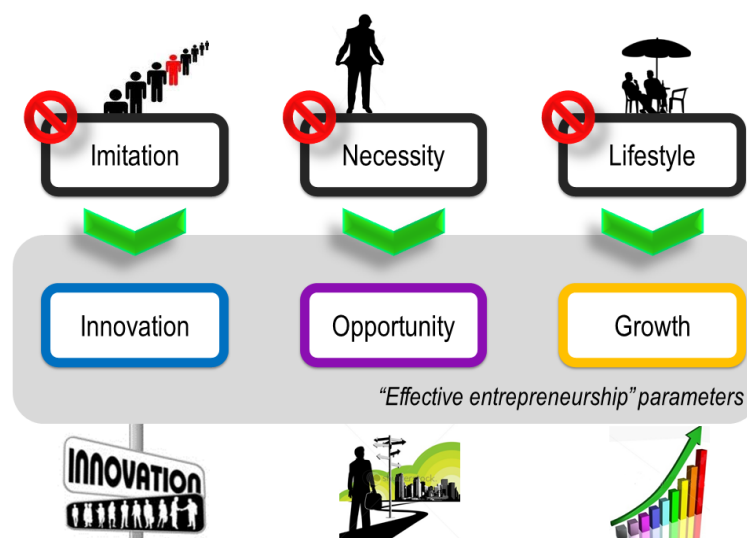 Imitation
Necessity
Lifestyle
Innovation
Opportunity
Growth
“Effective entrepreneurship” parameters
INNOVATION